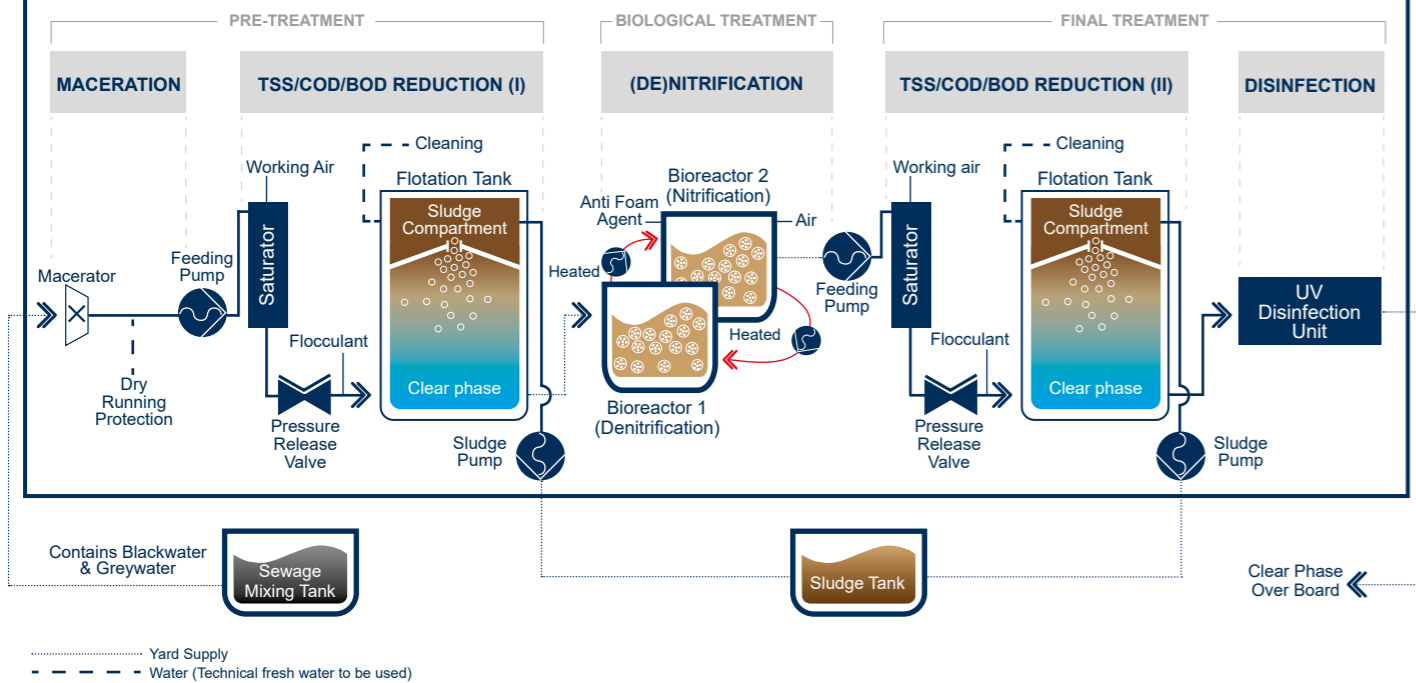 PRE-TREATMENT
BIOLOGICAL TREATMENT
FINAL TREATMENT
MACERATION
TSS/COD/BOD REDUCTION (I)
(DE)NITRIFICATION
TSS/COD/BOD REDUCTION (II)
DISINFECTION
Macerator
Dry
Running
Protection
Feeding
Pump
Working Air
Saturator
Pressure
Release
Valve
Flocculant
Cleaning
Flotation Tank
Sludge
Compartment
Clear phase
Sludge
Pump
Heated
Anti Foam
Agent
Bioreactor 2
(Nitrification)
Air
Heated
Bioreactor 1
(Denitrification)
Feeding
Pump
Working air
Saturator
Pressure
Release
Valve
Flocculant
Cleaning
Flotation Tank
Sludge
Compartment
Clear phase
Sludge
Pump
UV
Disinfection
Unit
Contains Blackwater
& Greywater
Sewage
Mixing Tank
Sludge Tank
Clear Phase
Over Board
Yard Supply
Water (Technical fresh water to be used)